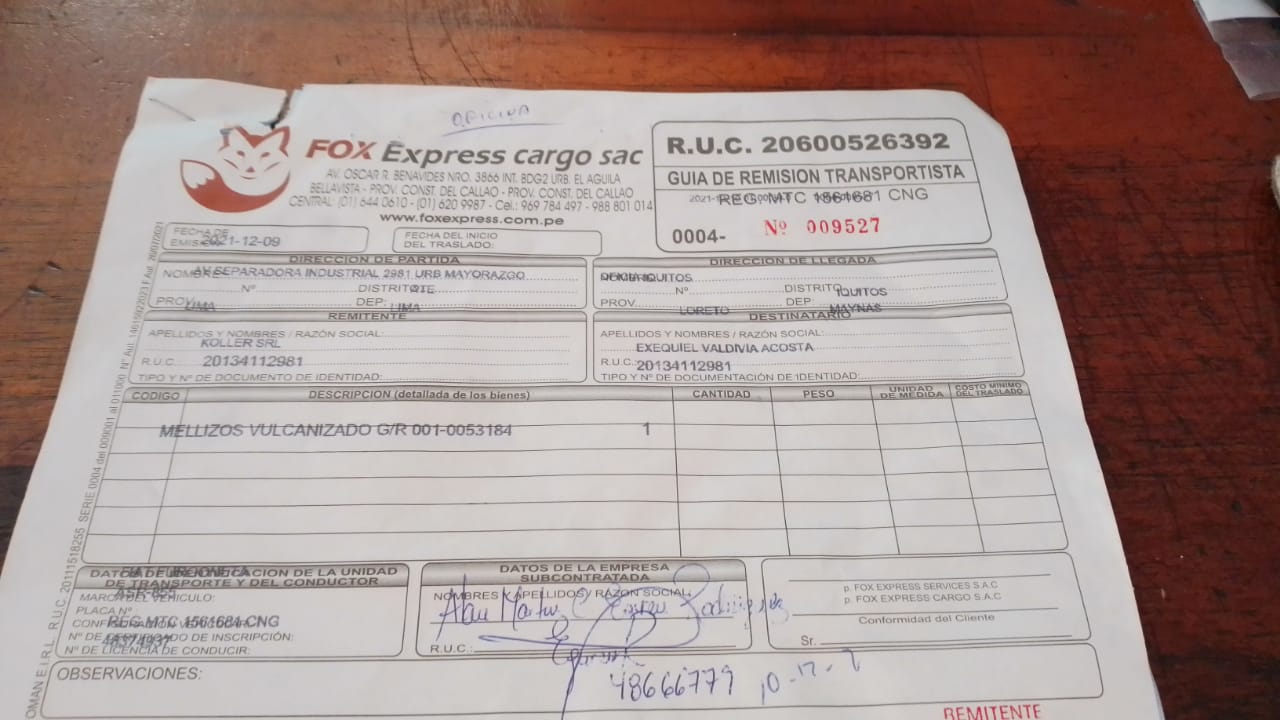 OFICINA
FOX Express cargo sac
AV. OSCAR R. BENAVIDES NRO. 3866 INT. BDG2 URB. EL AGUILA
BELLAVISTA - PROV. CONST. DEL CALLAO - PROV. CONST. DEL CALLAO
CENTRAL: (01) 644 0610 - (01) 620 9987 - Cel.: 969 784 497 - 988 801 014
www.foxexpress.com.pe
R.U.C. 20600526392
GUIA DE REMISION TRANSPORTISTA
REG. MTC 1561681 CNG
0004- Nº 009527
FECHA DE EMISION: 2021-12-09
FECHA DEL INICIO
DEL TRASLADO:
DIRECCION DE PARTIDA
AV SEPARADORA INDUSTRIAL 2981 URB MAYORAZGO
Nº DISTRITO ATE
PROV. LIMA DEP: LIMA
DIRECCION DE LLEGADA
IQUITOS
Nº DISTRITO IQUITOS
PROV. LORETO DEP: MAYNAS
REMITENTE
APELLIDOS Y NOMBRES / RAZÓN SOCIAL:
KOLLER SRL
R.U.C. 20134112981
TIPO Y Nº DE DOCUMENTO DE IDENTIDAD:
DESTINATARIO
APELLIDOS Y NOMBRES / RAZÓN SOCIAL:
EXEQUIEL VALDIVIA ACOSTA
R.U.C. 20134112981
TIPO Y Nº DE DOCUMENTACIÓN DE IDENTIDAD:
CODIGO DESCRIPCION (detallada de los bienes) CANTIDAD PESO UNIDAD DE MEDIDA COSTO MINIMO DEL TRASLADO
MELLIZOS VULCANIZADO G/R 001-0053184 1
DATOS DE IDENTIFICACION DE LA UNIDAD
DE TRANSPORTE Y DEL CONDUCTOR
MARCA DEL VEHICULO:
PLACA Nº
REG MTC 1561681 CNG
Nº DE CERTIFICADO DE INSCRIPCIÓN:
Nº DE LICENCIA DE CONDUCIR:
DATOS DE LA EMPRESA
SUBCONTRATADA
NOMBRES Y APELLIDOS / RAZÓN SOCIAL:
R.U.C.:
48666779
p. FOX EXPRESS SERVICES S.A.C
p. FOX EXPRESS CARGO S.A.C
Conformidad del Cliente
Sr.
OBSERVACIONES:
REMITENTE